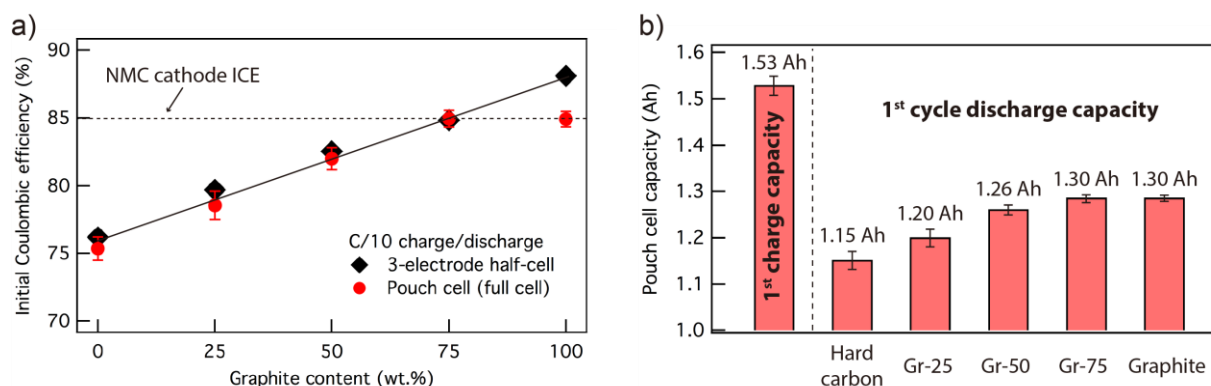 a)
90
85
80
75
70
Initial Coulombic efficiency (%)
NMC cathode ICE
C/10 charge/discharge
3-electrode half-cell
Pouch cell (full cell)
0 25 50 75 100
Graphite content (wt.%)
b)
1.6
1.5
1.4
1.3
1.2
1.1
1.0
Pouch cell capacity (Ah)
1.53 Ah
1st charge capacity
1st cycle discharge capacity
1.15 Ah
1.20 Ah
1.26 Ah
1.30 Ah
1.30 Ah
Hard
carbon
Gr-25
Gr-50
Gr-75
Graphite